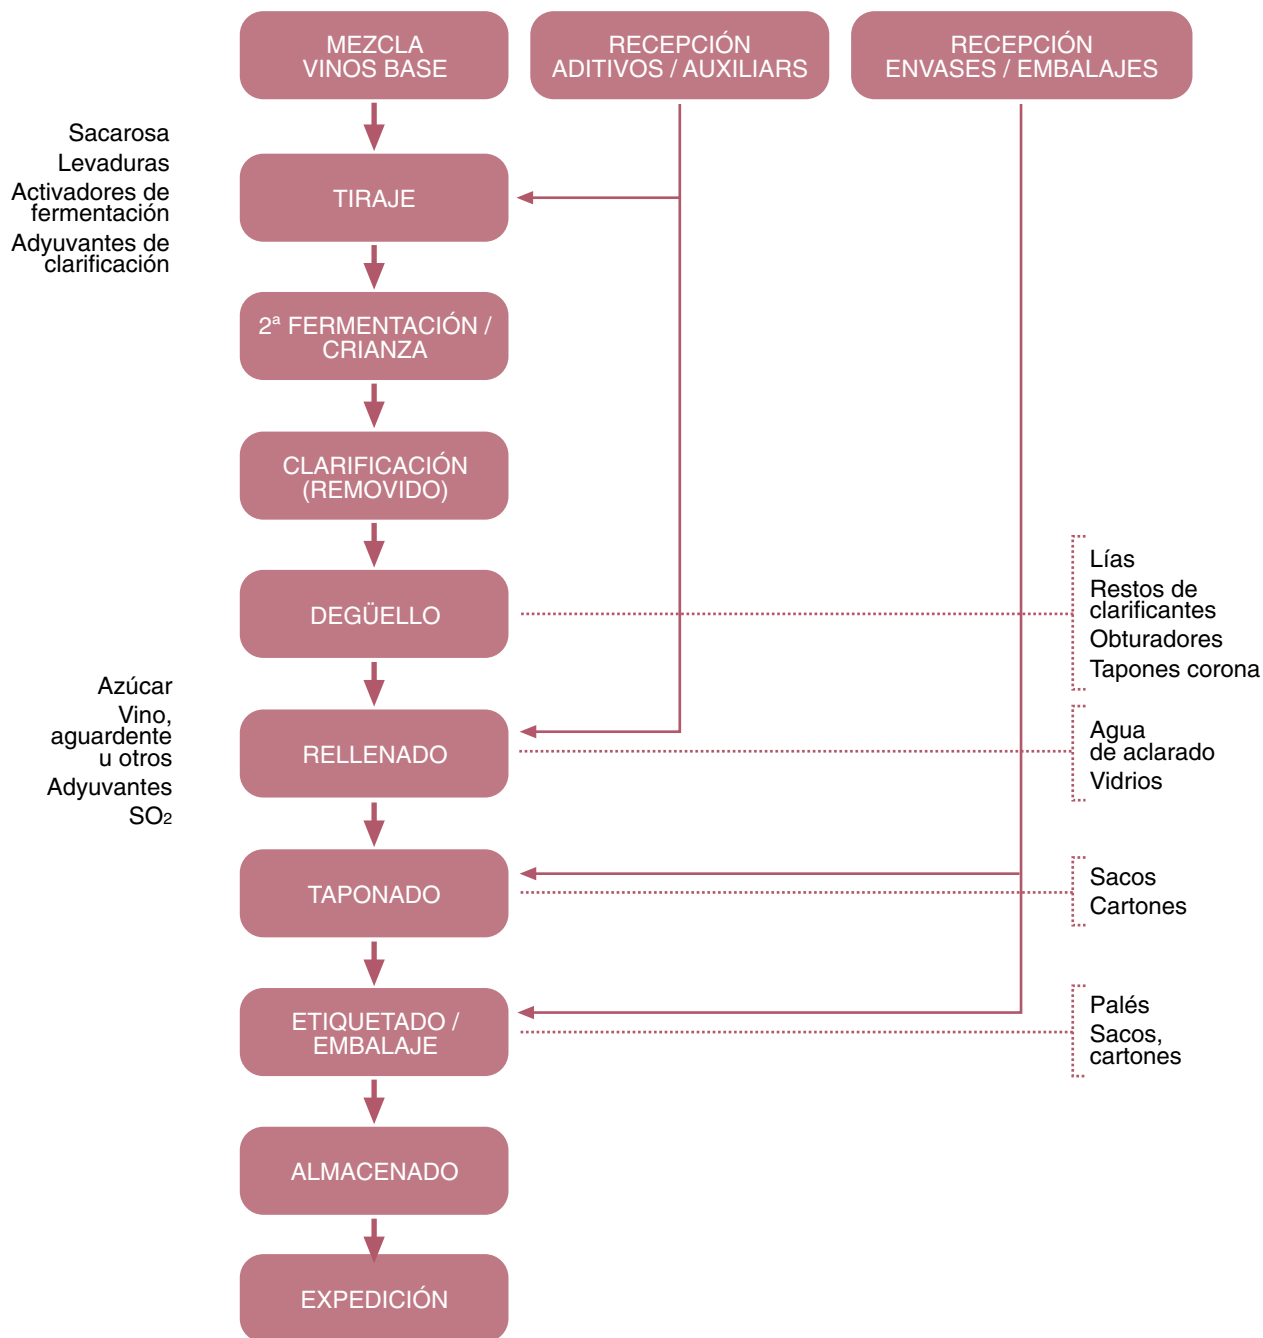 MEZCLA
VINOS BASE
RECEPCIÓN
ADITIVOS / AUXILIARS
RECEPCIÓN
ENVASES / EMBALAJES
Sacarosa
Levaduras
Activadores de
fermentación
Adyuvantes de
clarificación
TIRAJE
2ª FERMENTACIÓN /
CRIANZA
CLARIFICACIÓN
(REMOVIDO)
DEGÜELLO
Lías
Restos de
clarificantes
Obturadores
Tapones corona
Azúcar
Vino,
aguardente
u otros
Adyuvantes
SO2
RELLENADO
Agua
de aclarado
Vidrios
TAPONADO
Sacos
Cartones
ETIQUETADO /
EMBALAJE
Palés
Sacos,
cartones
ALMACENADO
EXPEDICIÓN